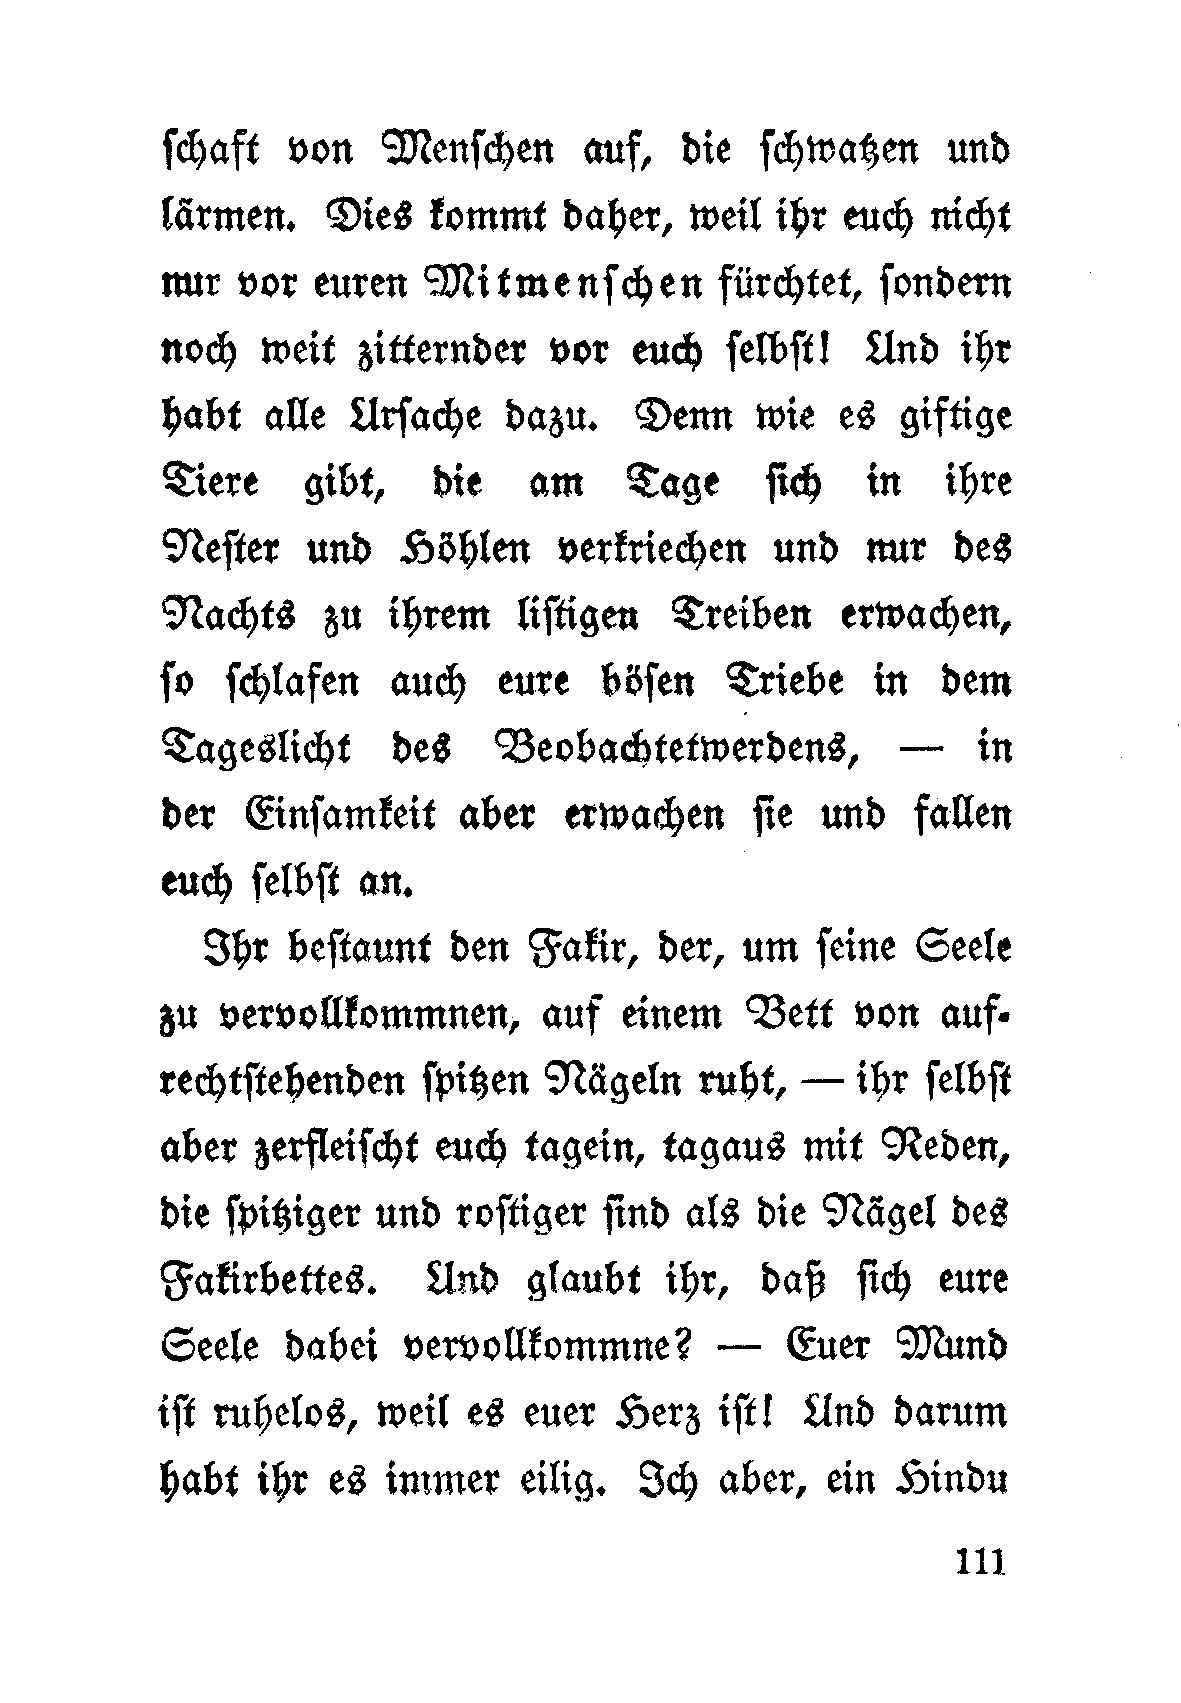 schaft von Menschen auf, die schwatzen und
lärmen. Dies kommt daher, weil ihr euch nicht
nur vor euren Mitmenschen fürchtet, sondern
noch weit zitternder vor euch selbst! Und ihr
habt alle Ursache dazu. Denn wie es giftige
Tiere gibt, die am Tage sich in ihre
Nester und Höhlen verkriechen und nur des
Nachts zu ihrem listigen Treiben erwachen,
so schlafen auch eure bösen Triebe in dem
Tageslicht des Beobachtetwerdens, — in
der Einsamkeit aber erwachen sie und fallen
euch selbst an.
Ihr bestaunt den Fakir, der, um seine Seele
zu vervollkommnen, auf einem Bett von auf-
rechtstehenden spitzen Nägeln ruht, — ihr selbst
aber zerfleischt euch tagein, tagaus mit Reden,
die spitziger und rostiger sind als die Nägel des
Fakirbettes. Und glaubt ihr, daß sich eure
Seele dabei vervollkommne? — Euer Mund
ist ruhelos, weil es euer Herz ist! Und darum
habt ihr es immer eilig. Ich aber, ein Hindu
111